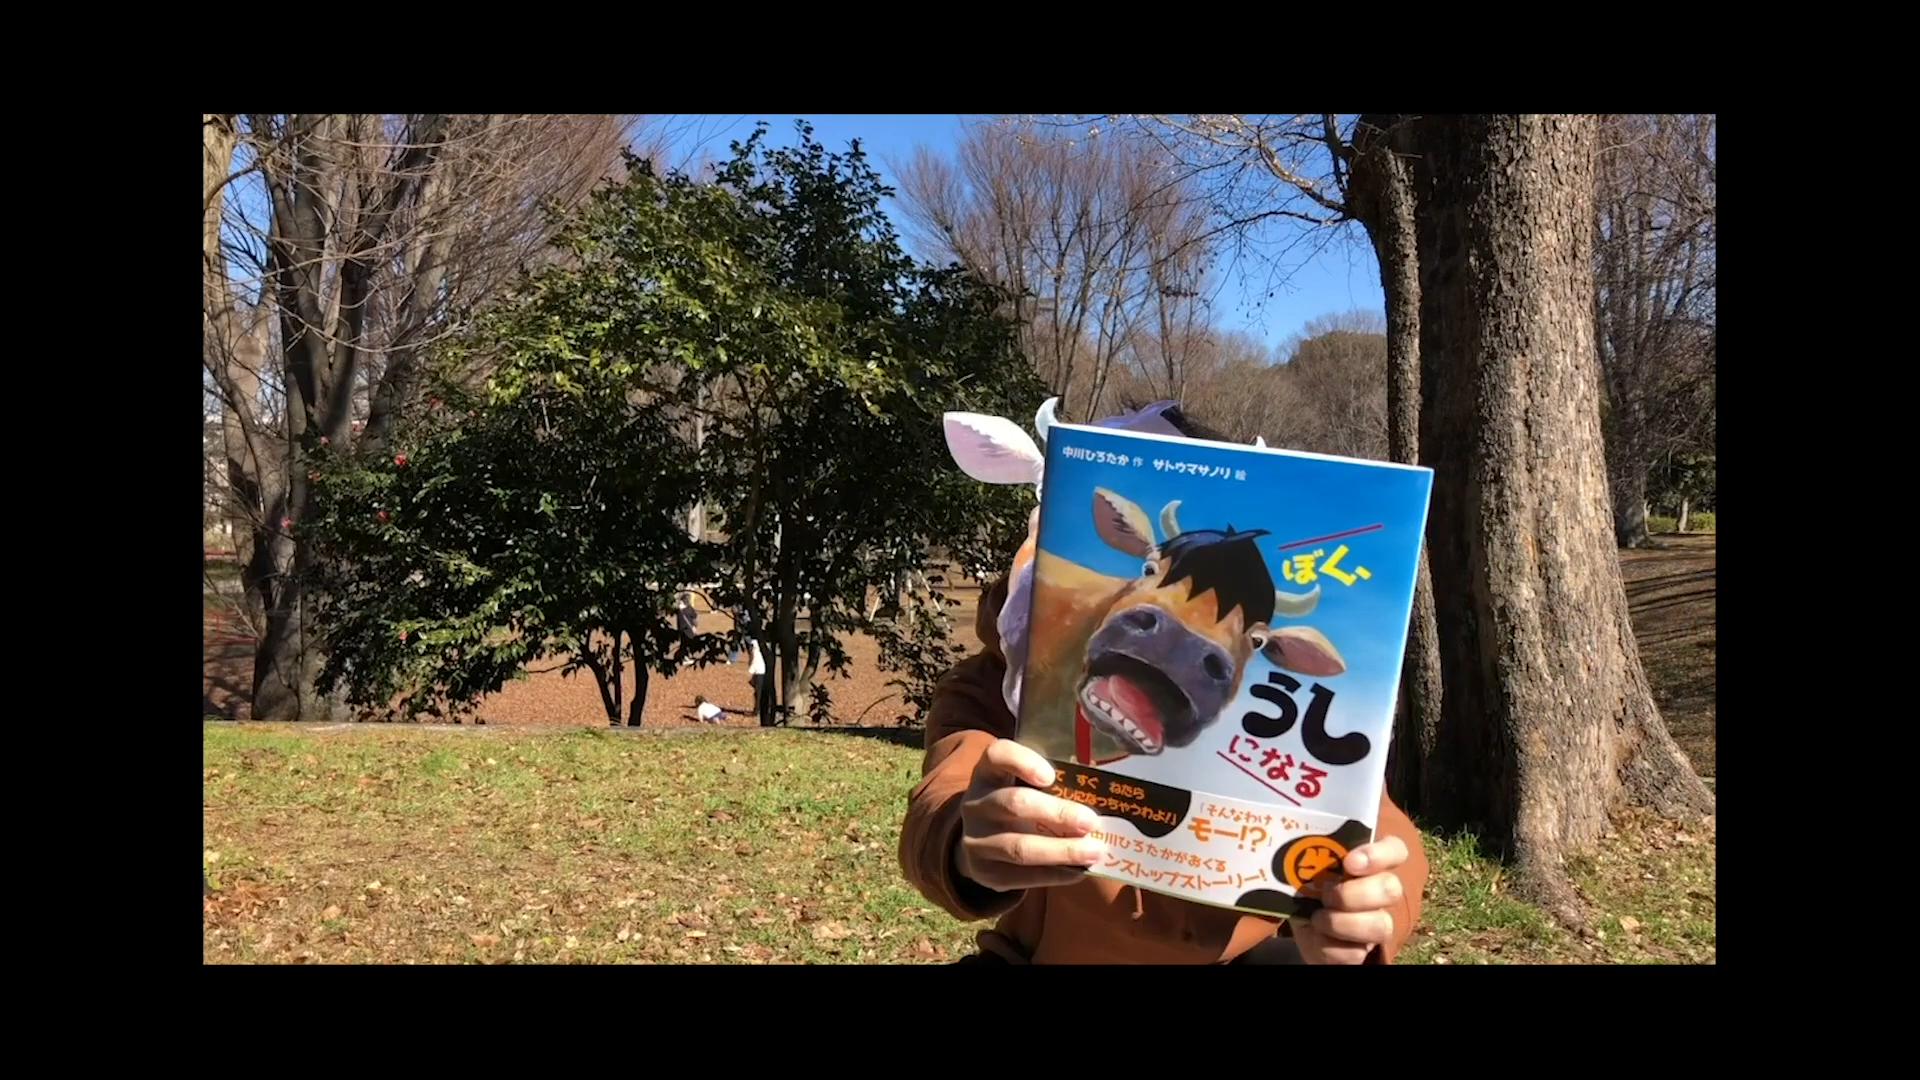 中川ひろたか 作 サトウマサノリ 絵
ぼく、
うし
になる
て すぐ ねたら
うしになっちゃうわよ!」
「そんなわけ ない……
モー!?」
中川ひろたかがおくる
ンストップストーリー!